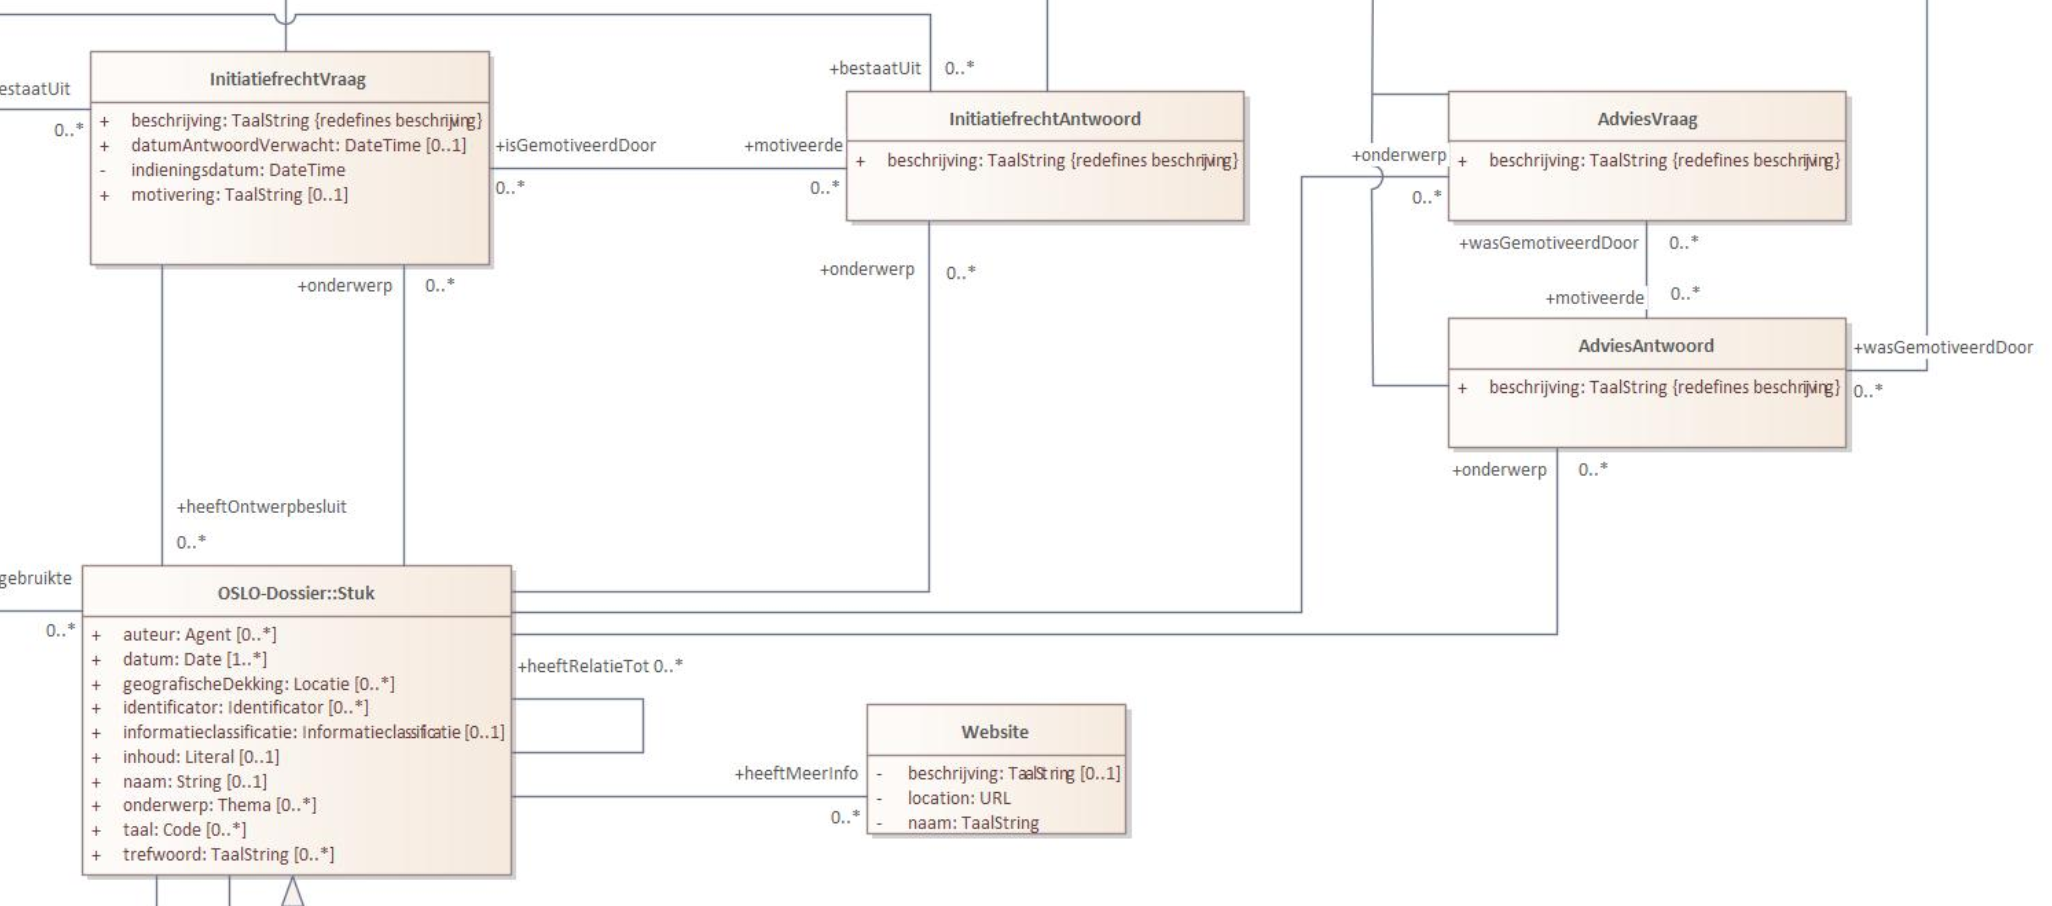 InitiatiefrechtVraag
+ beschrijving: TaalString {redefines beschrijving}
+ datumAntwoordVerwacht: DateTime [0..1]
- indieningsdatum: DateTime
+ motivering: TaalString [0..1]
estaatUit
0..*
+isGemotiveerdDoor
0..*
+motiveerde
0..*
+bestaatUit 0..*
InitiatiefrechtAntwoord
+ beschrijving: TaalString {redefines beschrijving}
+onderwerp 0..*
+onderwerp 0..*
AdviesVraag
+ beschrijving: TaalString {redefines beschrijving}
+onderwerp
0..*
+wasGemotiveerdDoor 0..*
+motiveerde 0..*
AdviesAntwoord
+ beschrijving: TaalString {redefines beschrijving}
+wasGemotiveerdDoor
0..*
+onderwerp 0..*
+heeftOntwerpbesluit
0..*
gebruikte
0..*
OSLO-Dossier::Stuk
+ auteur: Agent [0..*]
+ datum: Date [1..*]
+ geografischeDekking: Locatie [0..*]
+ identificator: Identificator [0..*]
+ informatieclassificatie: Informatieclassificatie [0..1]
+ inhoud: Literal [0..1]
+ naam: String [0..1]
+ onderwerp: Thema [0..*]
+ taal: Code [0..*]
+ trefwoord: TaalString [0..*]
+heeftRelatieTot 0..*
+heeftMeerInfo
0..*
Website
- beschrijving: TaalString [0..1]
- location: URL
- naam: TaalString